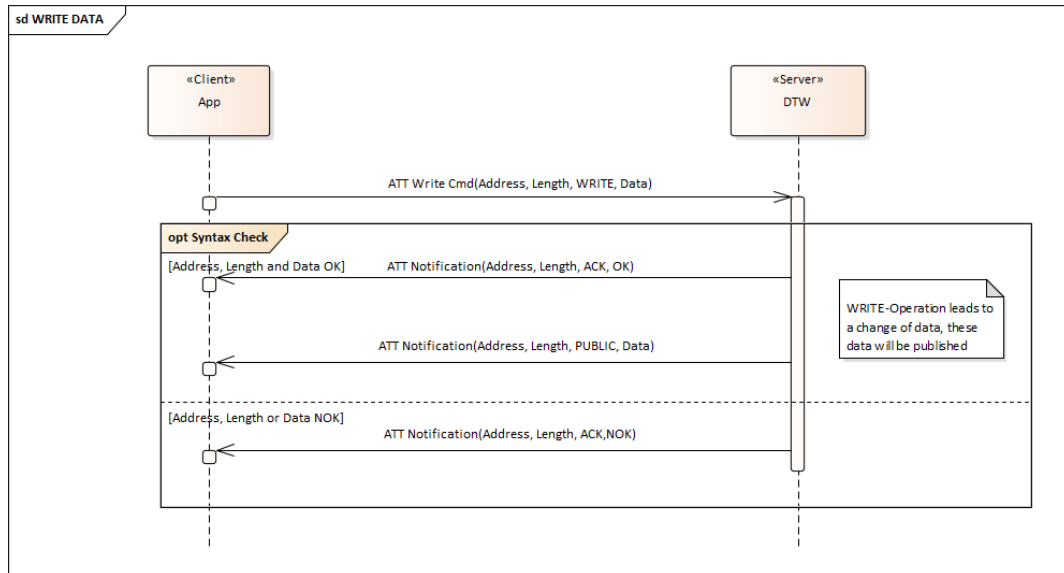 sd WRITE DATA
«Client»
App
«Server»
DTW
ATT Write Cmd(Address, Length, WRITE, Data)
opt Syntax Check
[Address, Length and Data OK]
ATT Notification(Address, Length, ACK, OK)
WRITE-Operation leads to
a change of data, these
data will be published
ATT Notification(Address, Length, PUBLIC, Data)
[Address, Length or Data NOK]
ATT Notification(Address, Length, ACK,NOK)